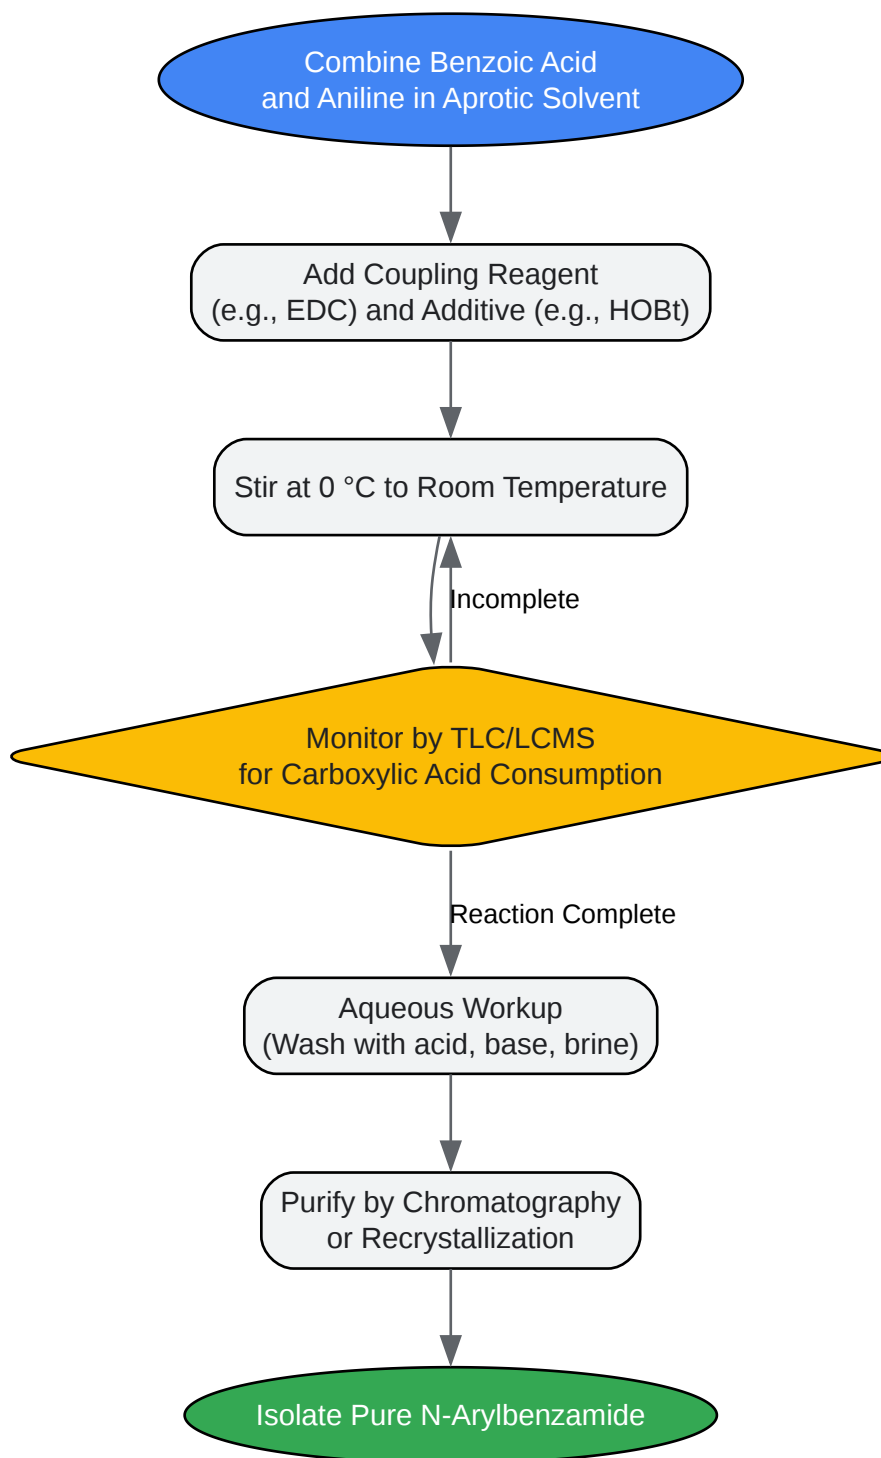 Combine Benzoic Acid
and Aniline in Aprotic Solvent
Add Coupling Reagent
(e.g., EDC) and Additive (e.g., HOBt)
Stir at 0 °C to Room Temperature
Incomplete
Monitor by TLC/LCMS
for Carboxylic Acid Consumption
Reaction Complete
Aqueous Workup
(Wash with acid, base, brine)
Purify by Chromatography
or Recrystallization
Isolate Pure N-Arylbenzamide